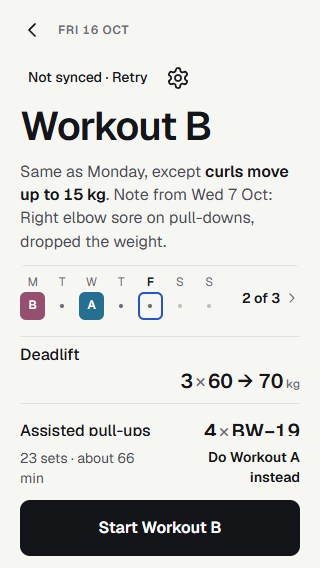 FRI 16 OCT
Not synced · Retry
Workout B
Same as Monday, except curls move
up to 15 kg. Note from Wed 7 Oct:
Right elbow sore on pull-downs,
dropped the weight.
M T W T F S S
B · A · · · · 2 of 3
Deadlift
3×60 → 70 kg
Assisted pull-ups 4×BW−19
23 sets · about 66
min
Do Workout A
instead
Start Workout B